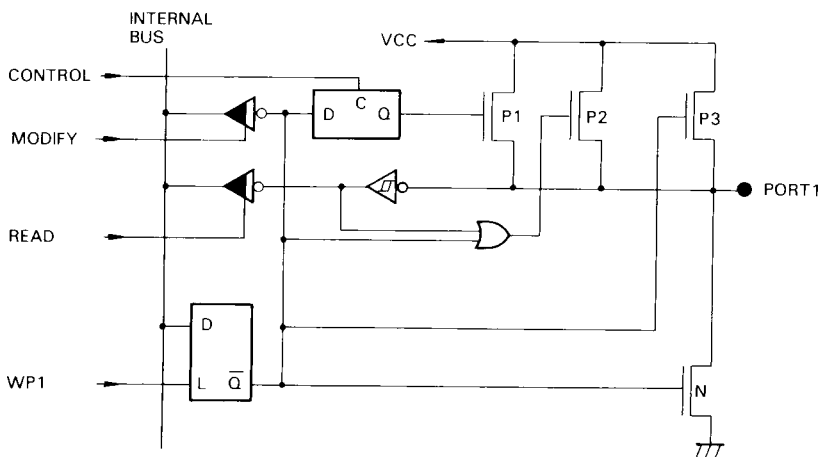 INTERNAL
BUS
VCC
CONTROL
C
D
Q
P1
P2
P3
MODIFY
PORT1
READ
D
WP1
L
Q̅
N